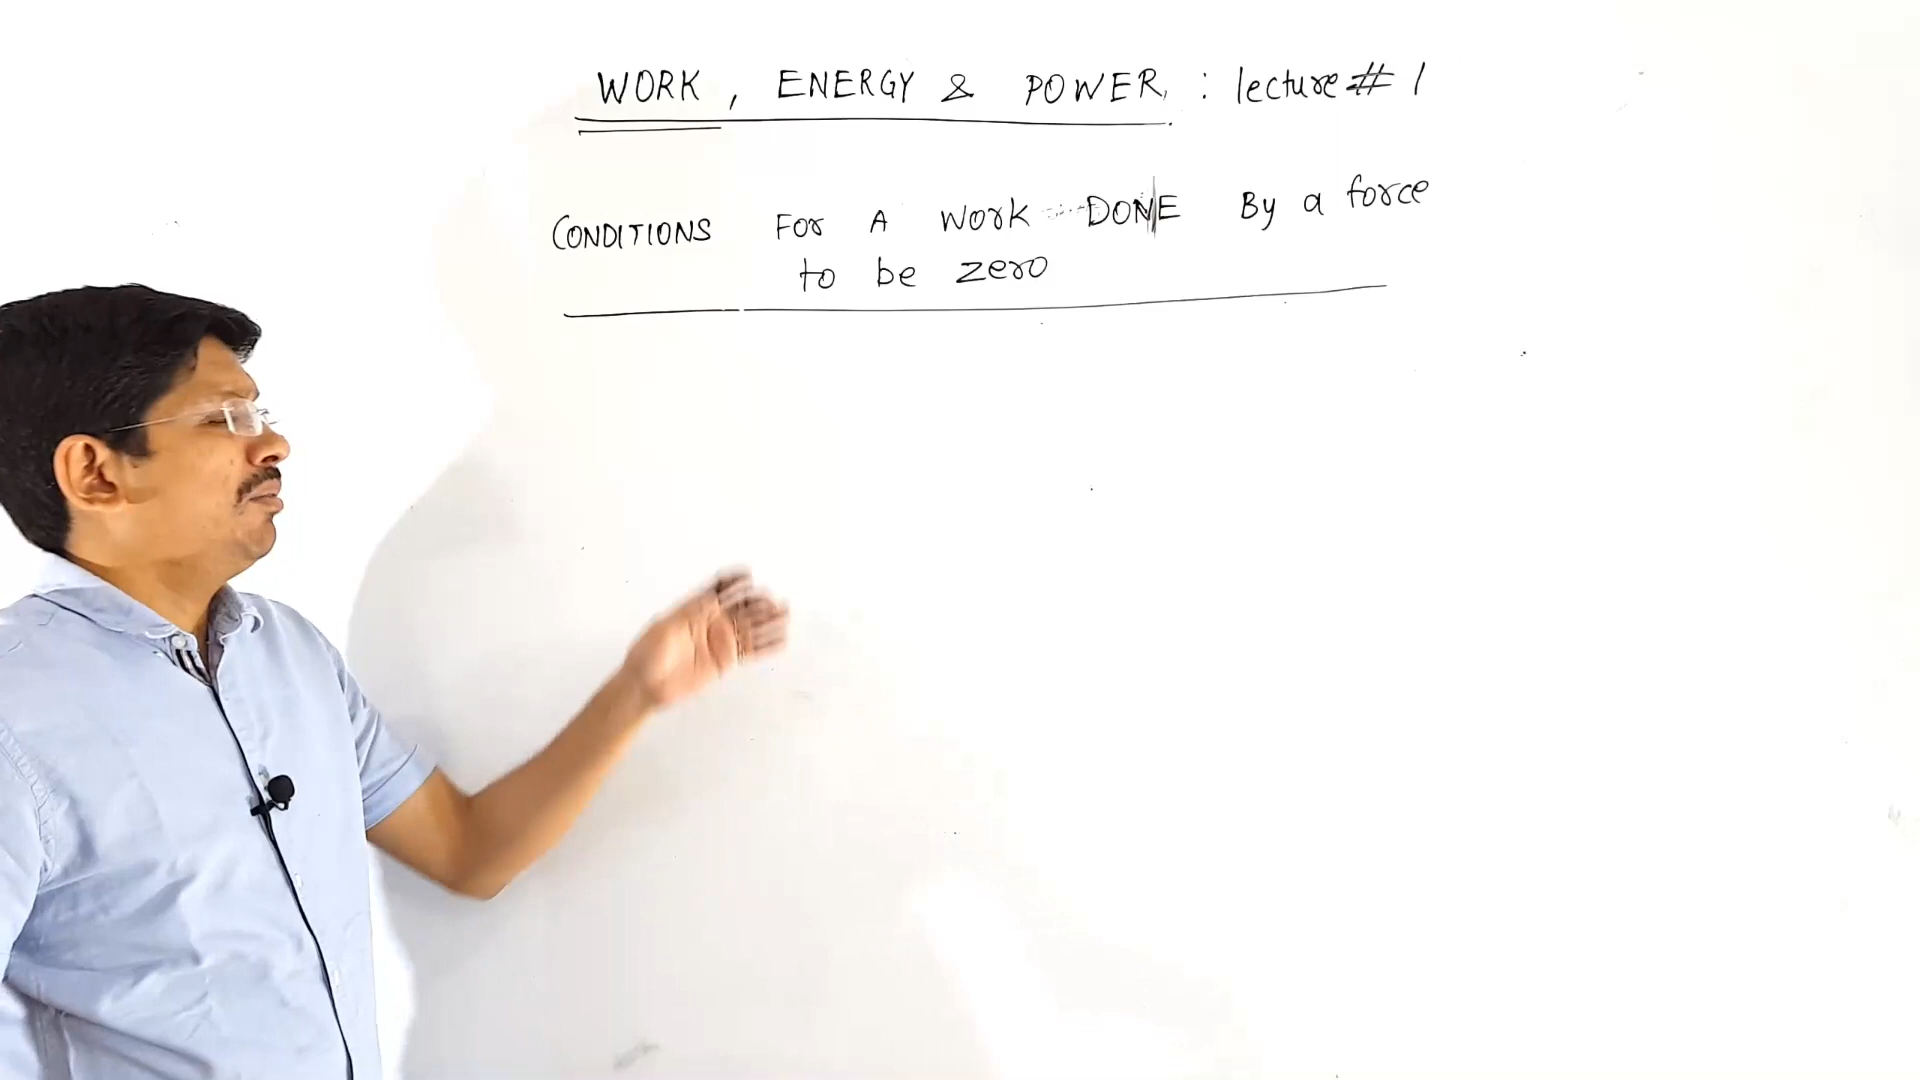 WORK, ENERGY & POWER : lecture # 1
CONDITIONS FOR A WORK DONE By a force
to be zero